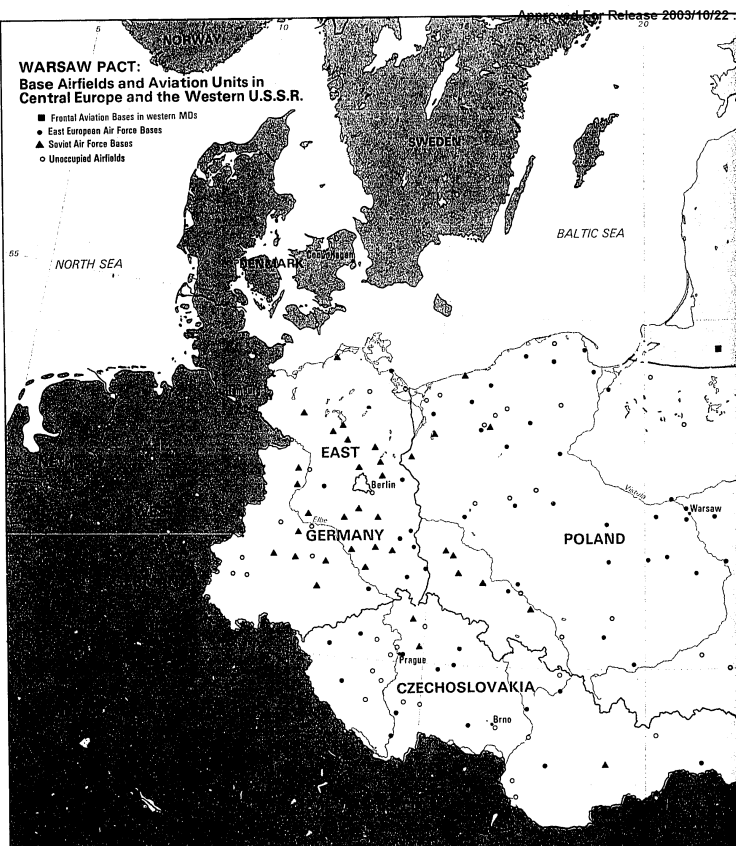 Approved For Release 2003/10/22 :
5
10
20
NORWAY
WARSAW PACT:
Base Airfields and Aviation Units in
Central Europe and the Western U.S.S.R.
Frontal Aviation Bases in western MDs
East European Air Force Bases
Soviet Air Force Bases
Unoccupied Airfields
SWEDEN
BALTIC SEA
55
NORTH SEA
DENMARK
Copenhagen
EAST
Berlin
Vistula
Warsaw
Elbe
GERMANY
POLAND
Prague
CZECHOSLOVAKIA
Brno